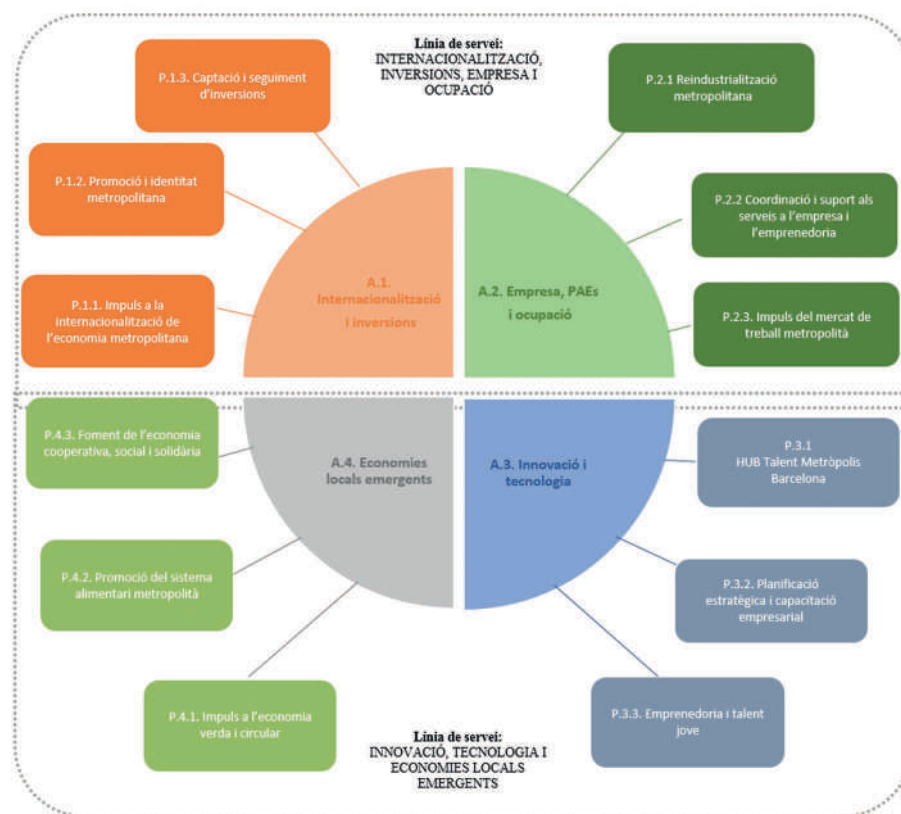 Línia de servei:
INTERNACIONALITZACIÓ,
INVERSIONS, EMPRESA I
OCUPACIÓ
P.1.3. Captació i seguiment
d'inversions
P.1.2. Promoció i identitat
metropolitana
P.1.1. Impuls a la
internacionalització de
l'economia metropolitana
A.1.
Internacionalització
i inversions
P.2.1 Reindustrialització
metropolitana
P.2.2 Coordinació i suport als
serveis a l'empresa i
l'emprenedoria
P.2.3. Impuls del mercat de
treball metropolità
A.2. Empresa, PAEs
i ocupació
P.4.3. Foment de l'economia
cooperativa, social i solidària
P.4.2. Promoció del sistema
alimentari metropolità
P.4.1. Impuls a l'economia
verda i circular
A.4. Economies
locals emergents
A.3. Innovació i
tecnologia
P.3.1
HUB Talent Metròpolis
Barcelona
P.3.2. Planificació
estratègica i capacitació
empresarial
P.3.3. Emprenedoria i talent
jove
Línia de servei:
INNOVACIÓ, TECNOLOGIA I
ECONOMIES LOCALS
EMERGENTS